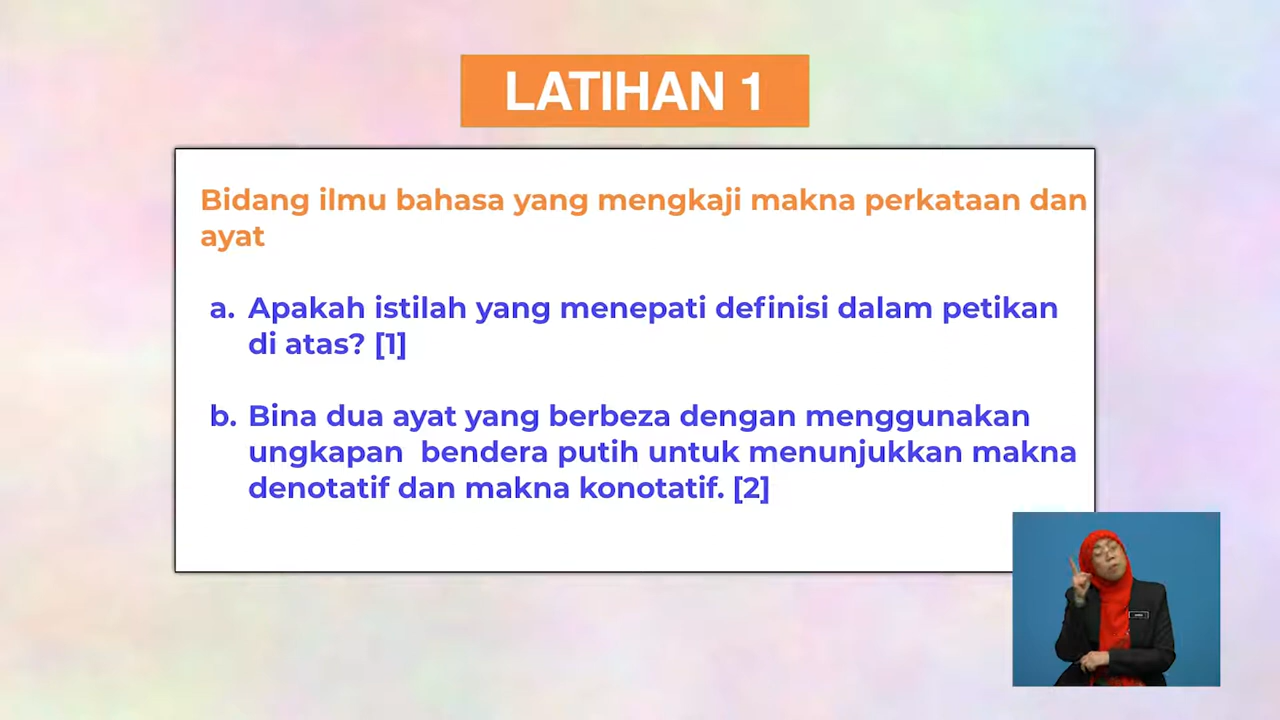 LATIHAN 1
Bidang ilmu bahasa yang mengkaji makna perkataan dan
ayat
a. Apakah istilah yang menepati definisi dalam petikan
di atas? [1]
b. Bina dua ayat yang berbeza dengan menggunakan
ungkapan bendera putih untuk menunjukkan makna
denotatif dan makna konotatif. [2]